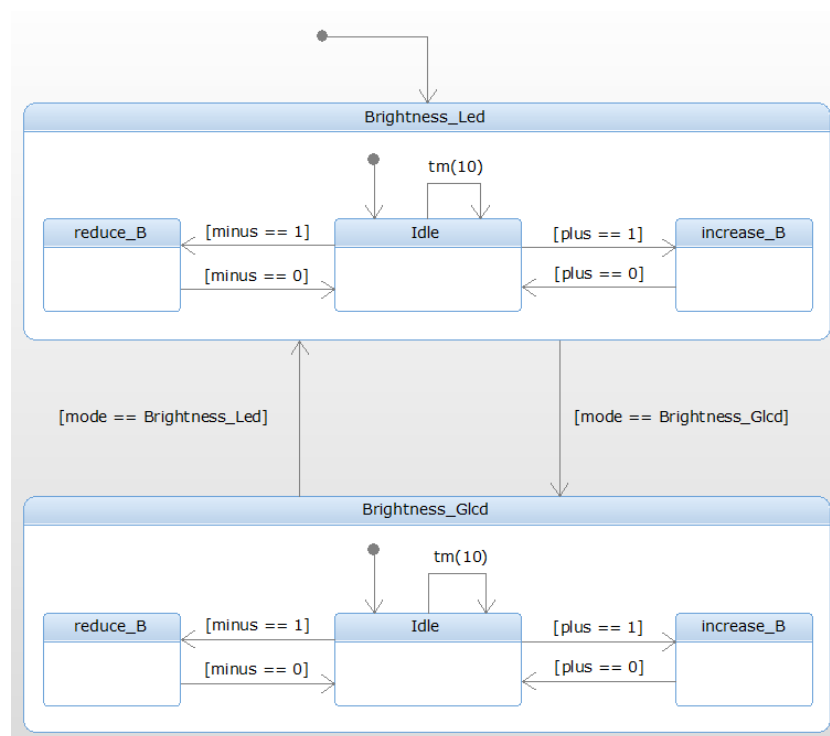 Brightness_Led
tm(10)
reduce_B
[minus == 1]
Idle
[plus == 1]
increase_B
[minus == 0]
[plus == 0]
[mode == Brightness_Led]
[mode == Brightness_Glcd]
Brightness_Glcd
tm(10)
reduce_B
[minus == 1]
Idle
[plus == 1]
increase_B
[minus == 0]
[plus == 0]